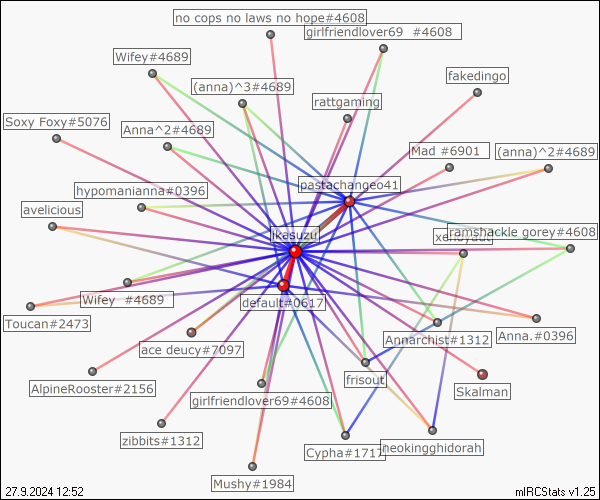 no cops no laws no hope#4608
girlfriendlover69 #4608
Wifey#4689
fakedingo
(anna)^3#4689
rattgaming
Soxy Foxy#5076
Anna^2#4689
Mad #6901
(anna)^2#4689
pastachange041
hypomanianna#0396
avelicious
ikesuzu
ramshackle gorey#4608
Wifey #4689
default#0617
Toucan#2473
Anna.#0396
Annarchist#1312
ace deucy#7097
frisout
AlpineRooster#2156
Skalman
girlfriendlover69#4608
zibbits#1312
Cypha#1717
neokingghidorah
Mushy#1984
27.9.2024 12:52
mIRCStats v1.25